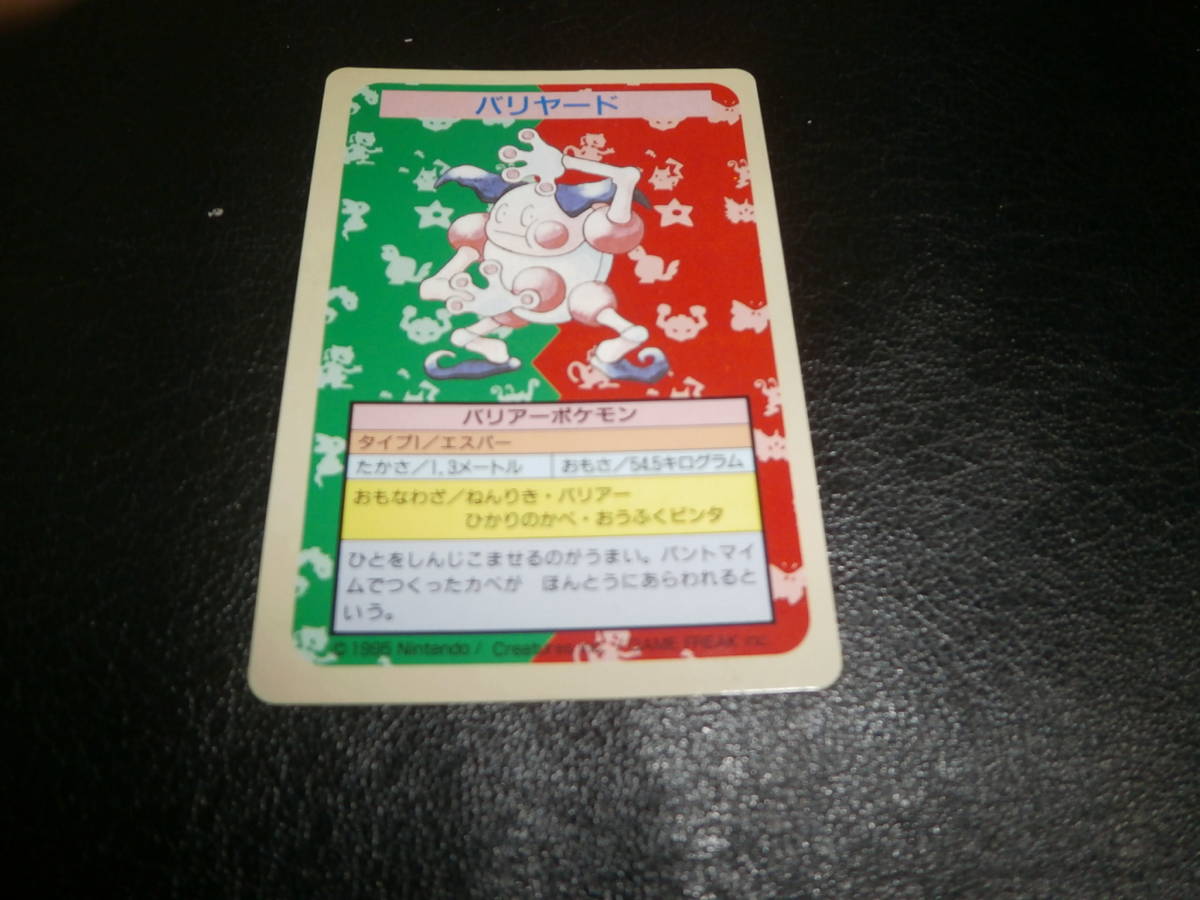 バリヤード
バリアーポケモン
タイプ1／エスパー
たかさ／1.3メートル おもさ／54.5キログラム
おもなわざ／ねんりき・バリアー
ひかりのかべ・おうふくビンタ
ひとをしんじこませるのがうまい。パントマイ
ムでつくったカベが ほんとうにあらわれると
いう。
© 1995 Nintendo / Creatures inc. / GAME FREAK inc.